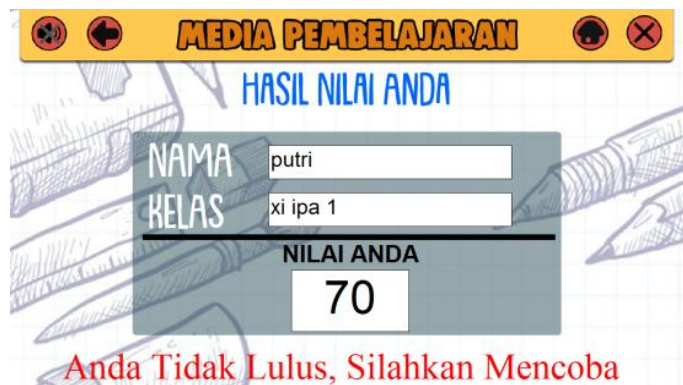 MEDIA PEMBELAJARAN
HASIL NILAI ANDA
NAMA putri
KELAS xi ipa 1
NILAI ANDA
70
Anda Tidak Lulus, Silahkan Mencoba